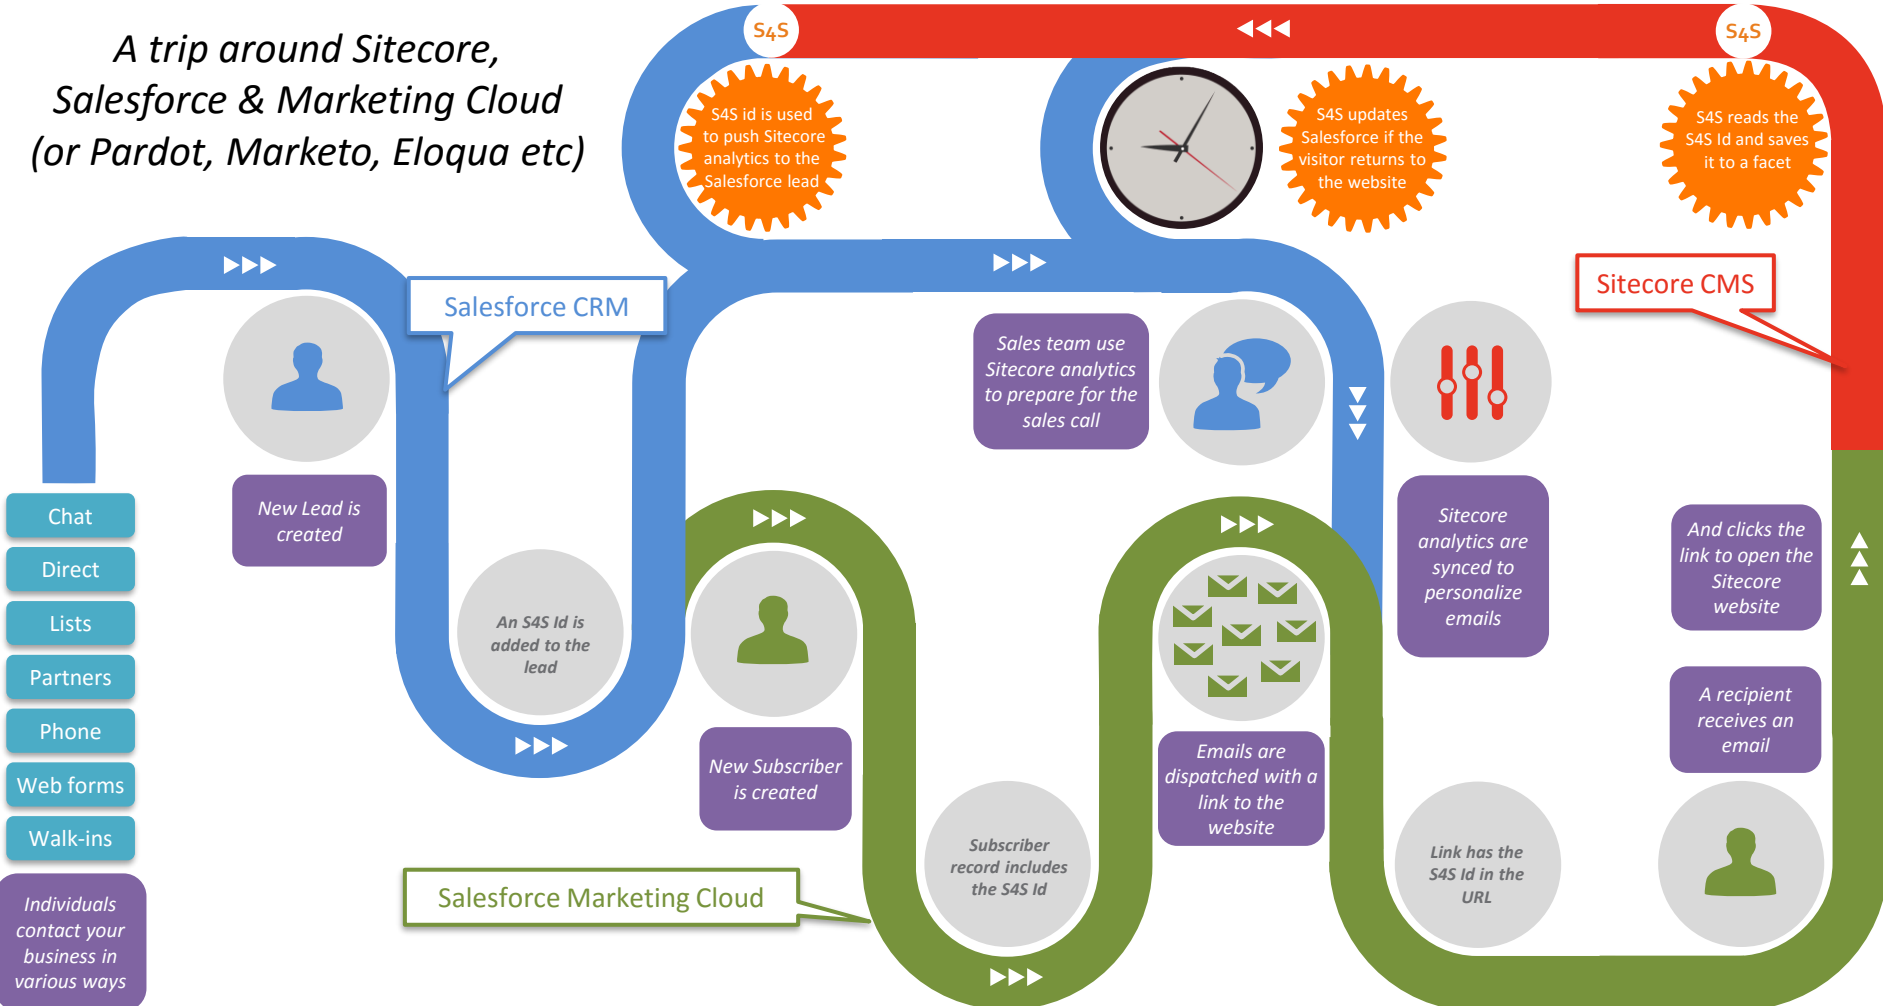 A trip around Sitecore,
Salesforce & Marketing Cloud
(or Pardot, Marketo, Eloqua etc)
S4S
S4S
S4S id is used
to push Sitecore
analytics to the
Salesforce lead
S4S updates
Salesforce if the
visitor returns to
the website
S4S reads the
S4S Id and saves
it to a facet
Salesforce CRM
Sitecore CMS
Sales team use
Sitecore analytics
to prepare for the
sales call
New Lead is
created
Sitecore
analytics are
synced to
personalize
emails
And clicks the
link to open the
Sitecore
website
Chat
Direct
Lists
Partners
Phone
Web forms
Walk-ins
An S4S Id is
added to the
lead
A recipient
receives an
email
New Subscriber
is created
Emails are
dispatched with a
link to the
website
Subscriber
record includes
the S4S Id
Link has the
S4S Id in the
URL
Salesforce Marketing Cloud
Individuals
contact your
business in
various ways